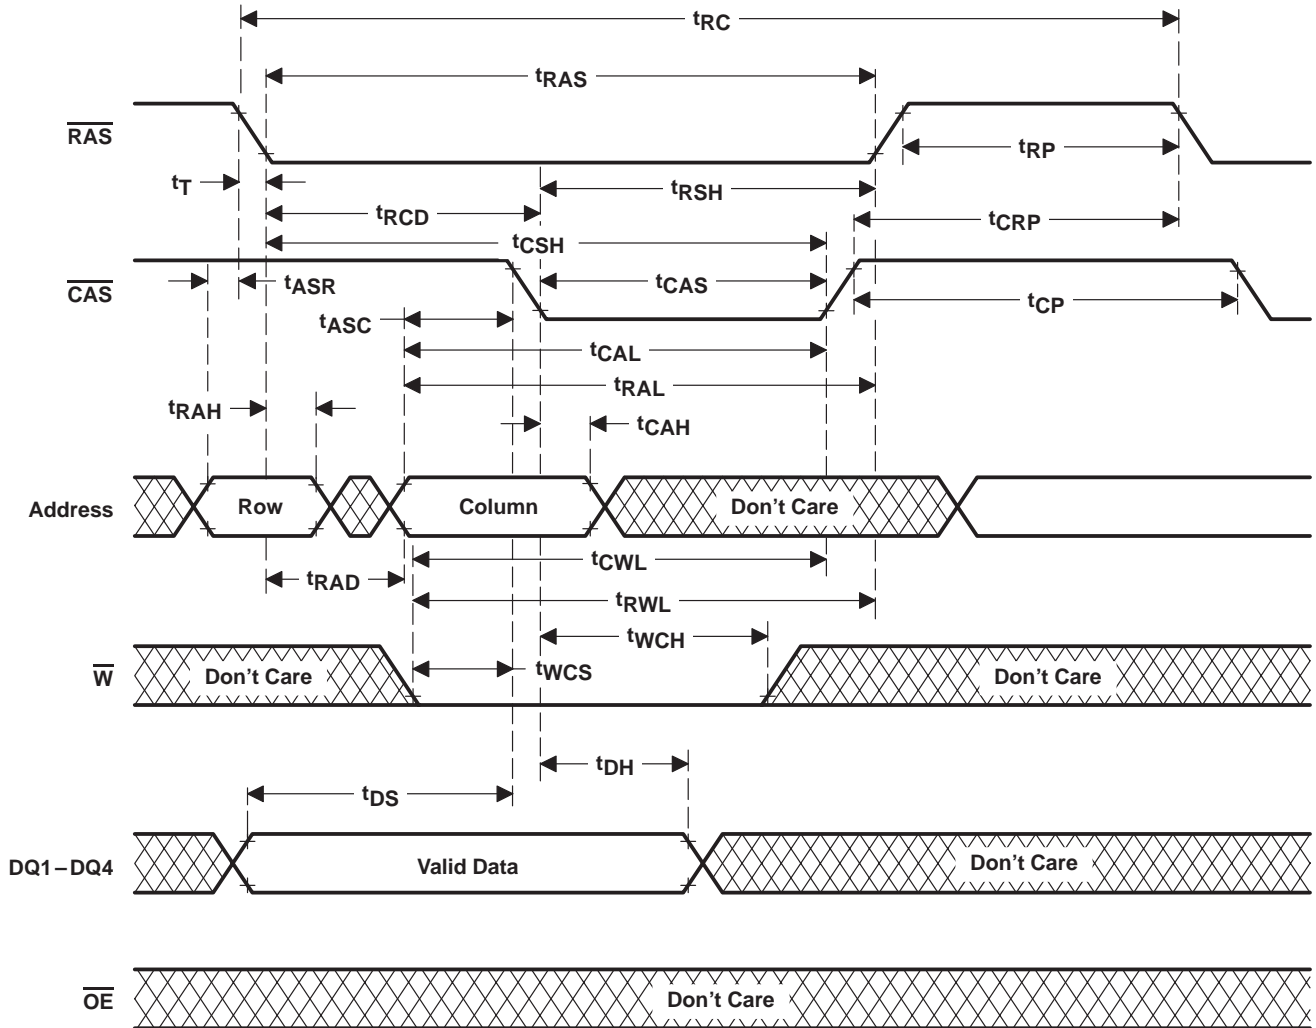 tRC
tRAS
RAS
tRP
tT
tRSH
tRCD
tCRP
tCSH
CAS
tASR
tCAS
tCP
tASC
tCAL
tRAL
tRAH
tCAH
Address
Row
Column
Don't Care
tCWL
tRAD
tRWL
tWCH
W
Don't Care
tWCS
Don't Care
tDH
tDS
DQ1–DQ4
Valid Data
Don't Care
OE
Don't Care